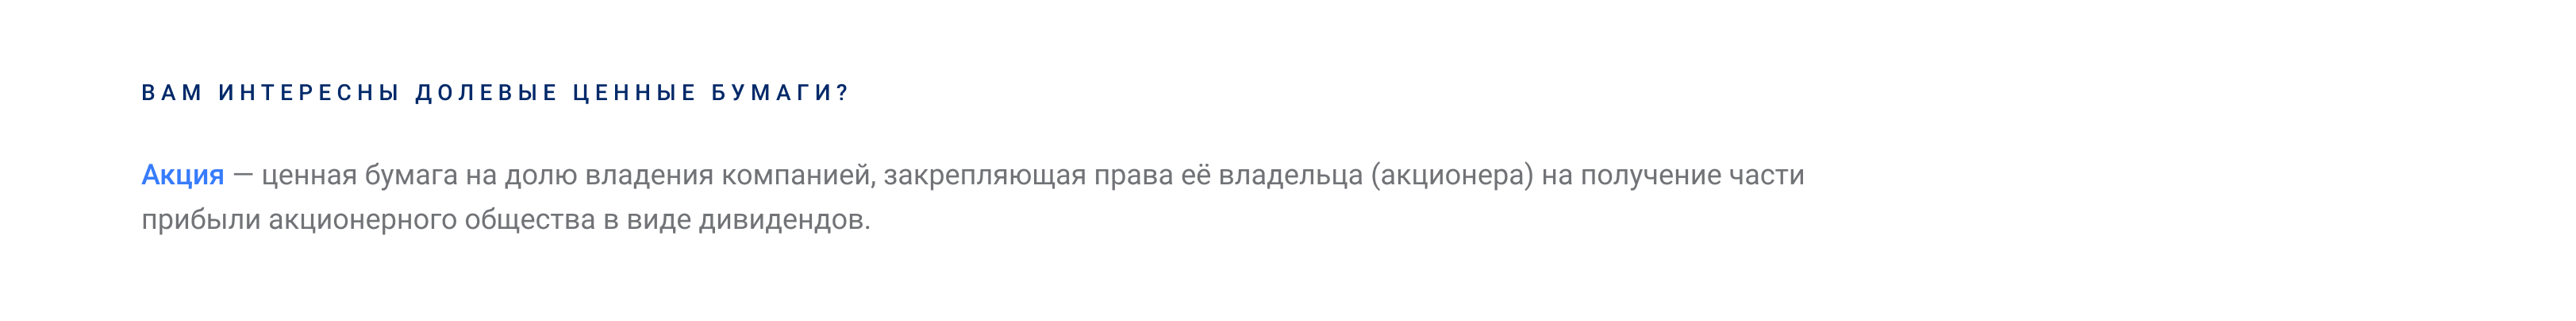 ВАМ ИНТЕРЕСНЫ ДОЛЕВЫЕ ЦЕННЫЕ БУМАГИ?
Акция — ценная бумага на долю владения компанией, закрепляющая права её владельца (акционера) на получение части
прибыли акционерного общества в виде дивидендов.